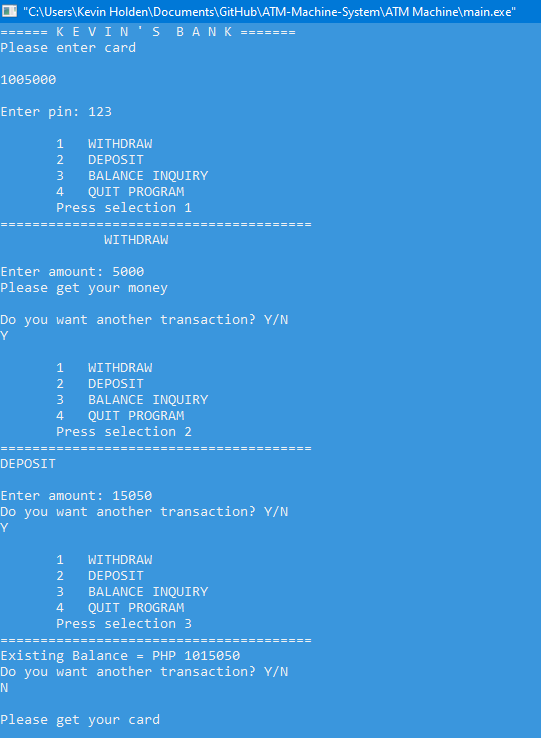 "C:\Users\Kevin Holden\Documents\GitHub\ATM-Machine-System\ATM Machine\main.exe"
====== K E V I N ' S  B A N K =======
Please enter card
1005000
Enter pin: 123
1   WITHDRAW
2   DEPOSIT
3   BALANCE INQUIRY
4   QUIT PROGRAM
Press selection 1
=======================================
WITHDRAW
Enter amount: 5000
Please get your money
Do you want another transaction? Y/N
Y
1   WITHDRAW
2   DEPOSIT
3   BALANCE INQUIRY
4   QUIT PROGRAM
Press selection 2
=======================================
DEPOSIT
Enter amount: 15050
Do you want another transaction? Y/N
Y
1   WITHDRAW
2   DEPOSIT
3   BALANCE INQUIRY
4   QUIT PROGRAM
Press selection 3
=======================================
Existing Balance = PHP 1015050
Do you want another transaction? Y/N
N
Please get your card